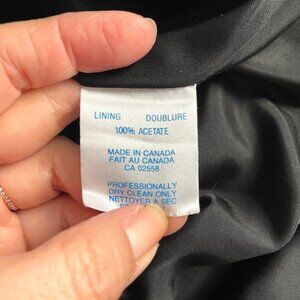 LINING DOUBLURE
100% ACETATE
MADE IN CANADA
FAIT AU CANADA
CA 02558
PROFESSIONALLY
DRY CLEAN ONLY
NETTOYER À SEC